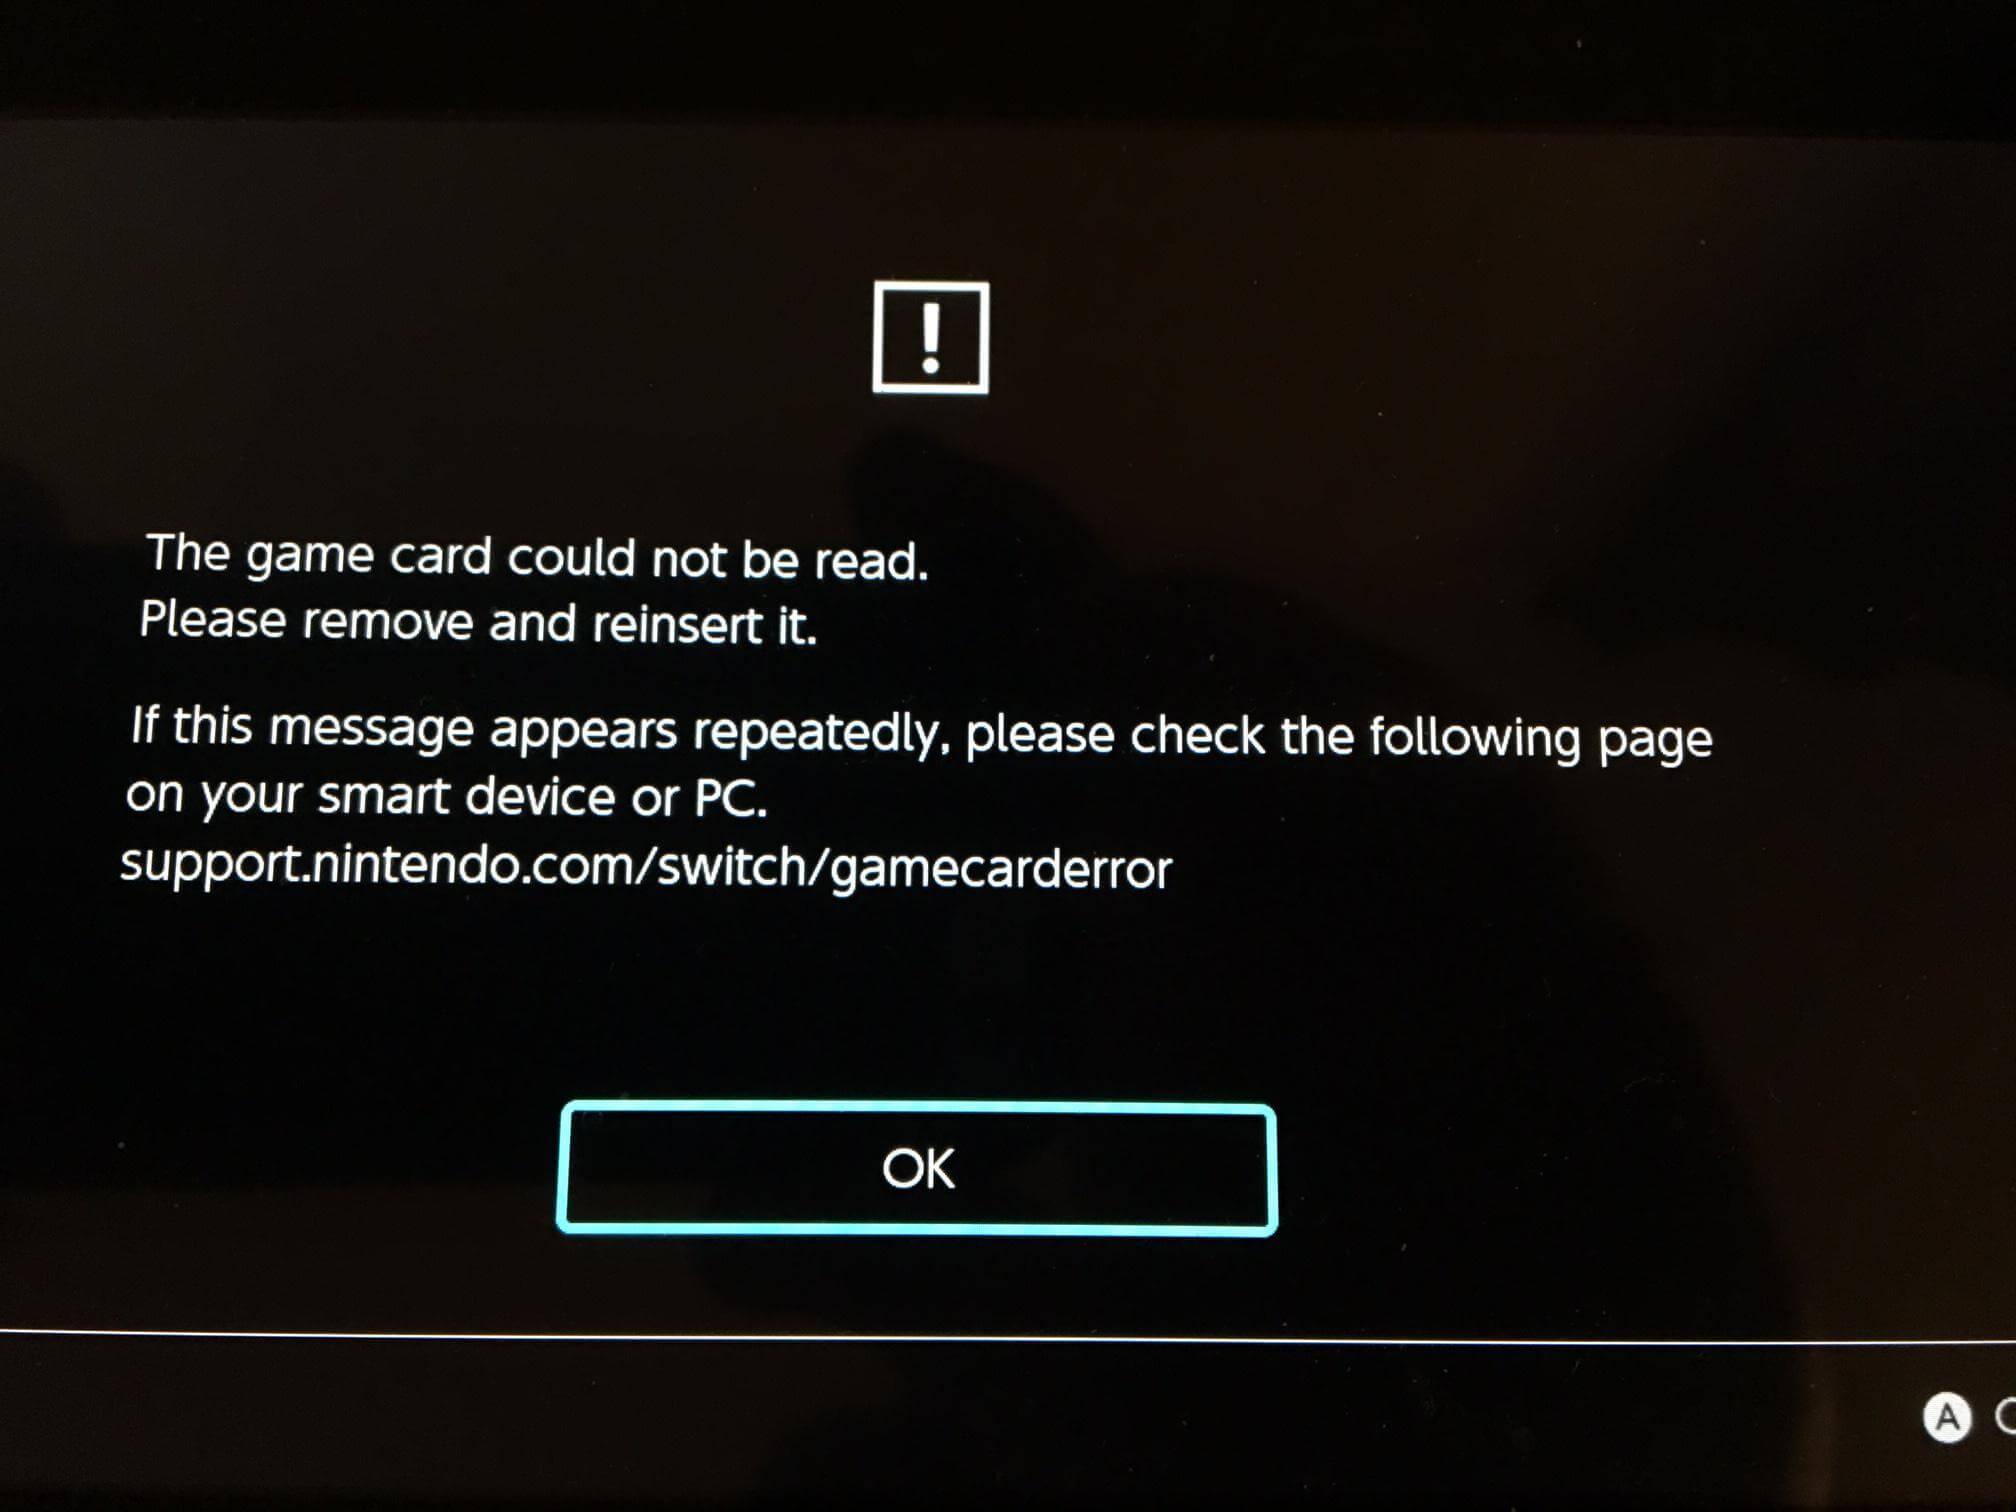 !
The game card could not be read.
Please remove and reinsert it.
If this message appears repeatedly, please check the following page
on your smart device or PC.
support.nintendo.com/switch/gamecarderror
OK
A